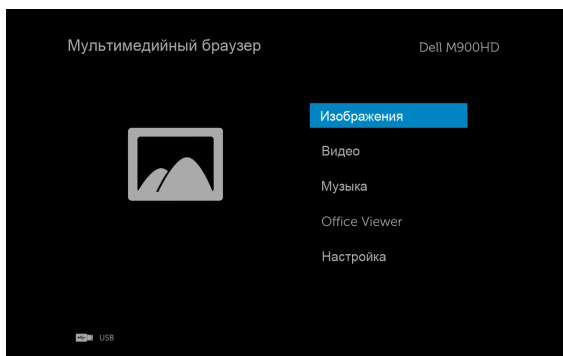 Мультимедийный браузер
Dell M900HD
Изображения
Видео
Музыка
Office Viewer
Настройка
USB